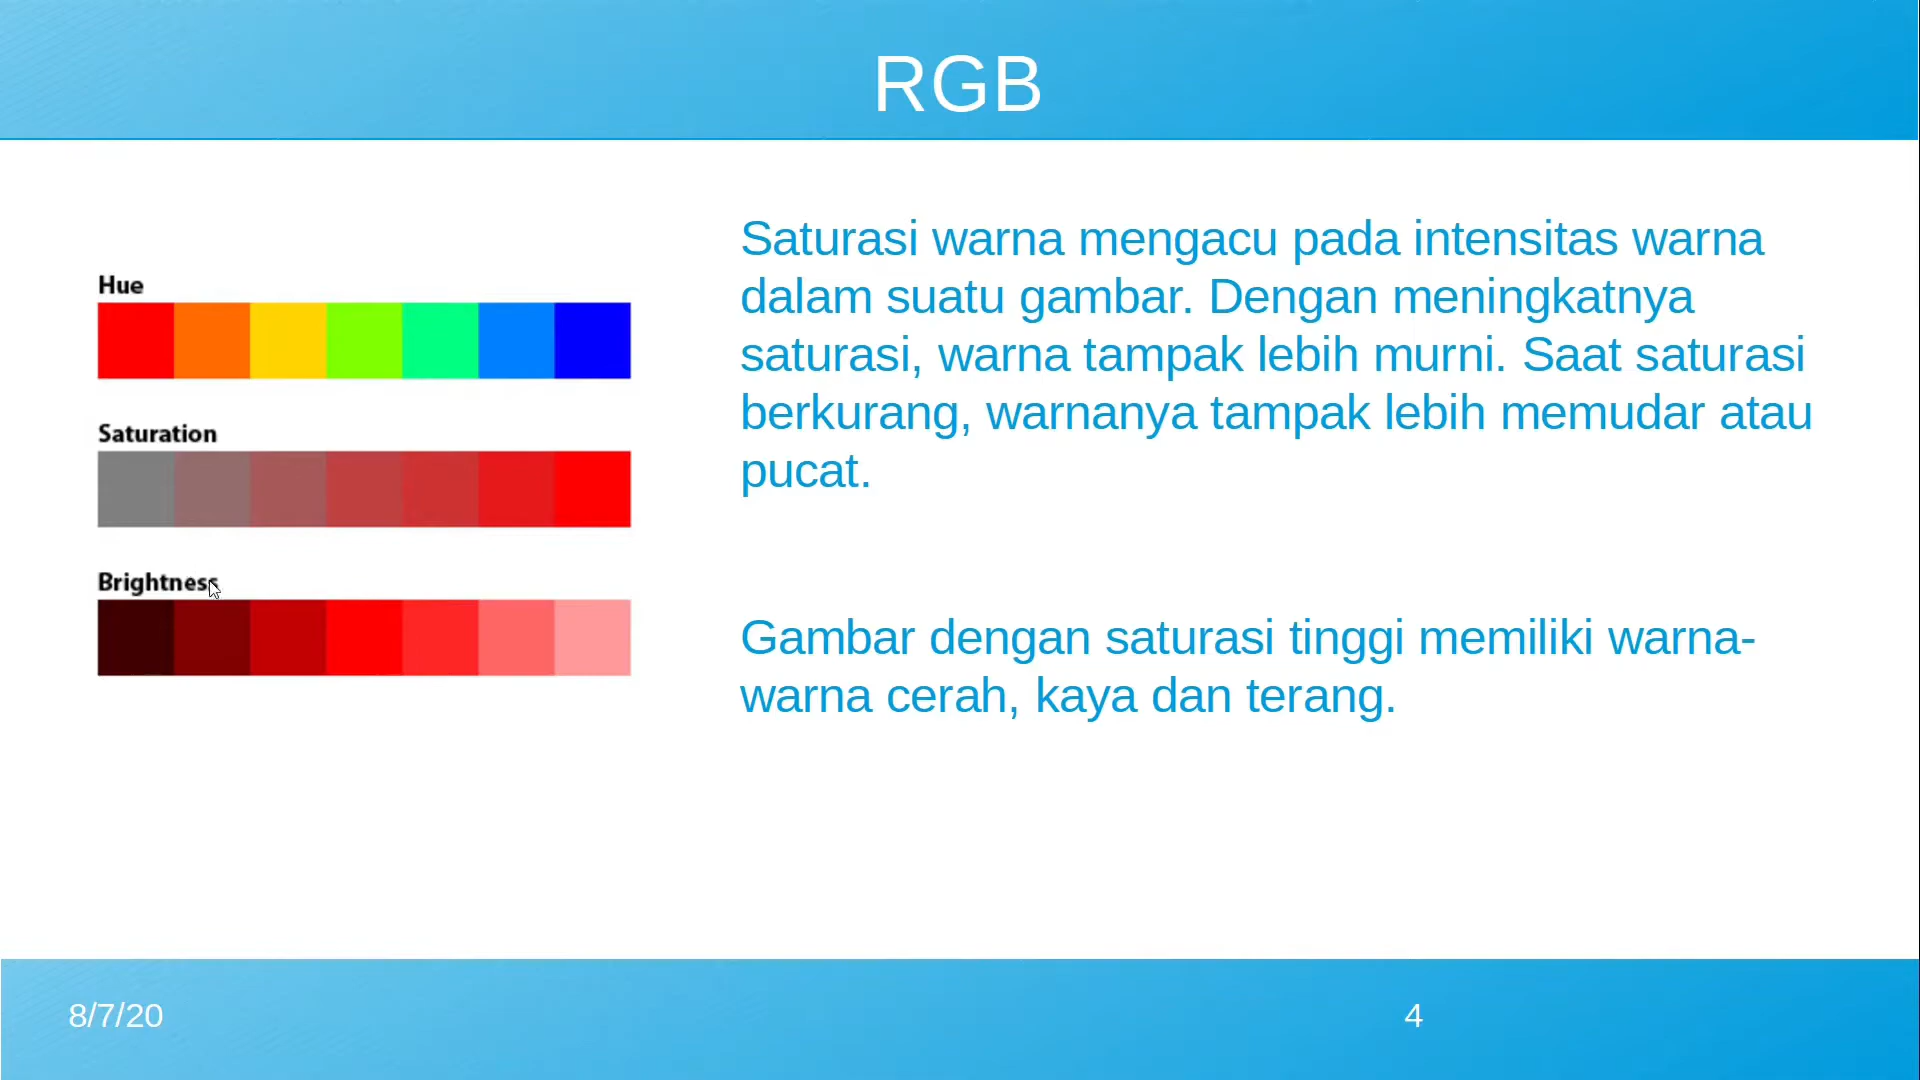 RGB
Hue
Saturation
Brightness
Saturasi warna mengacu pada intensitas warna
dalam suatu gambar. Dengan meningkatnya
saturasi, warna tampak lebih murni. Saat saturasi
berkurang, warnanya tampak lebih memudar atau
pucat.
Gambar dengan saturasi tinggi memiliki warna-
warna cerah, kaya dan terang.
8/7/20
4